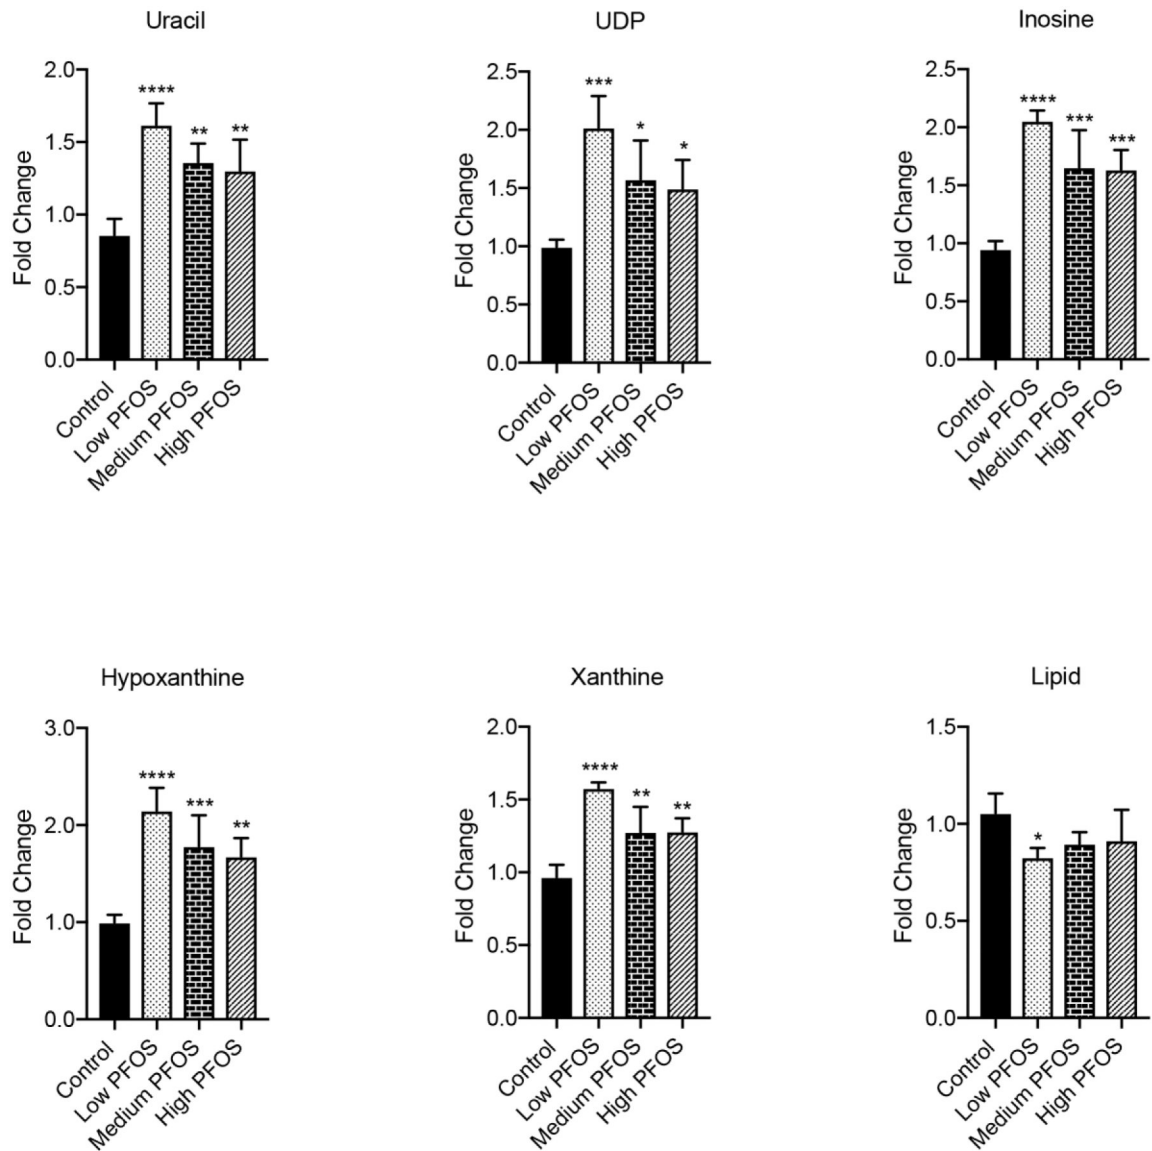 Uracil
2.0
1.5
1.0
0.5
0.0
Fold Change
****
**
**
Control
Low PFOS
Medium PFOS
High PFOS
UDP
2.5
2.0
1.5
1.0
0.5
0.0
Fold Change
***
*
*
Control
Low PFOS
Medium PFOS
High PFOS
Inosine
2.5
2.0
1.5
1.0
0.5
0.0
Fold Change
****
***
***
Control
Low PFOS
Medium PFOS
High PFOS
Hypoxanthine
3.0
2.0
1.0
0.0
Fold Change
****
***
**
Control
Low PFOS
Medium PFOS
High PFOS
Xanthine
2.0
1.5
1.0
0.5
0.0
Fold Change
****
**
**
Control
Low PFOS
Medium PFOS
High PFOS
Lipid
1.5
1.0
0.5
0.0
Fold Change
*
Control
Low PFOS
Medium PFOS
High PFOS